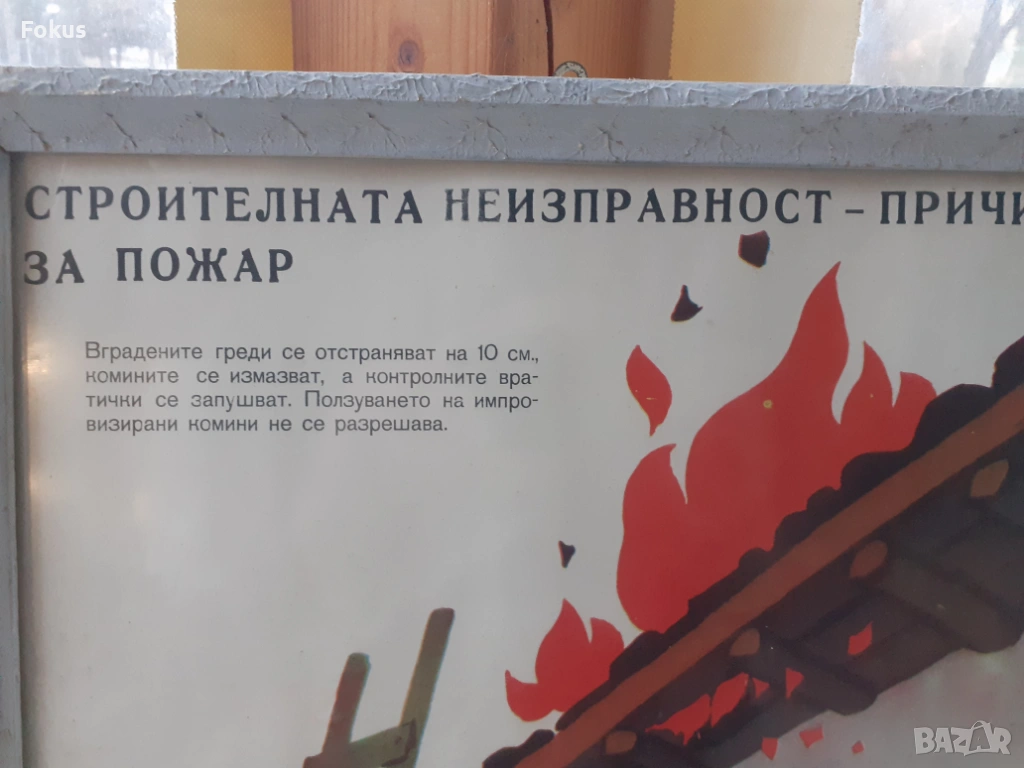 Fokus
СТРОИТЕЛНАТА НЕИЗПРАВНОСТ – ПРИЧИ
ЗА ПОЖАР
Вградените греди се отстраняват на 10 см.,
комините се измазват, а контролните вра-
тички се запушват. Ползуването на импро-
визирани комини не се разрешава.
BAZAR